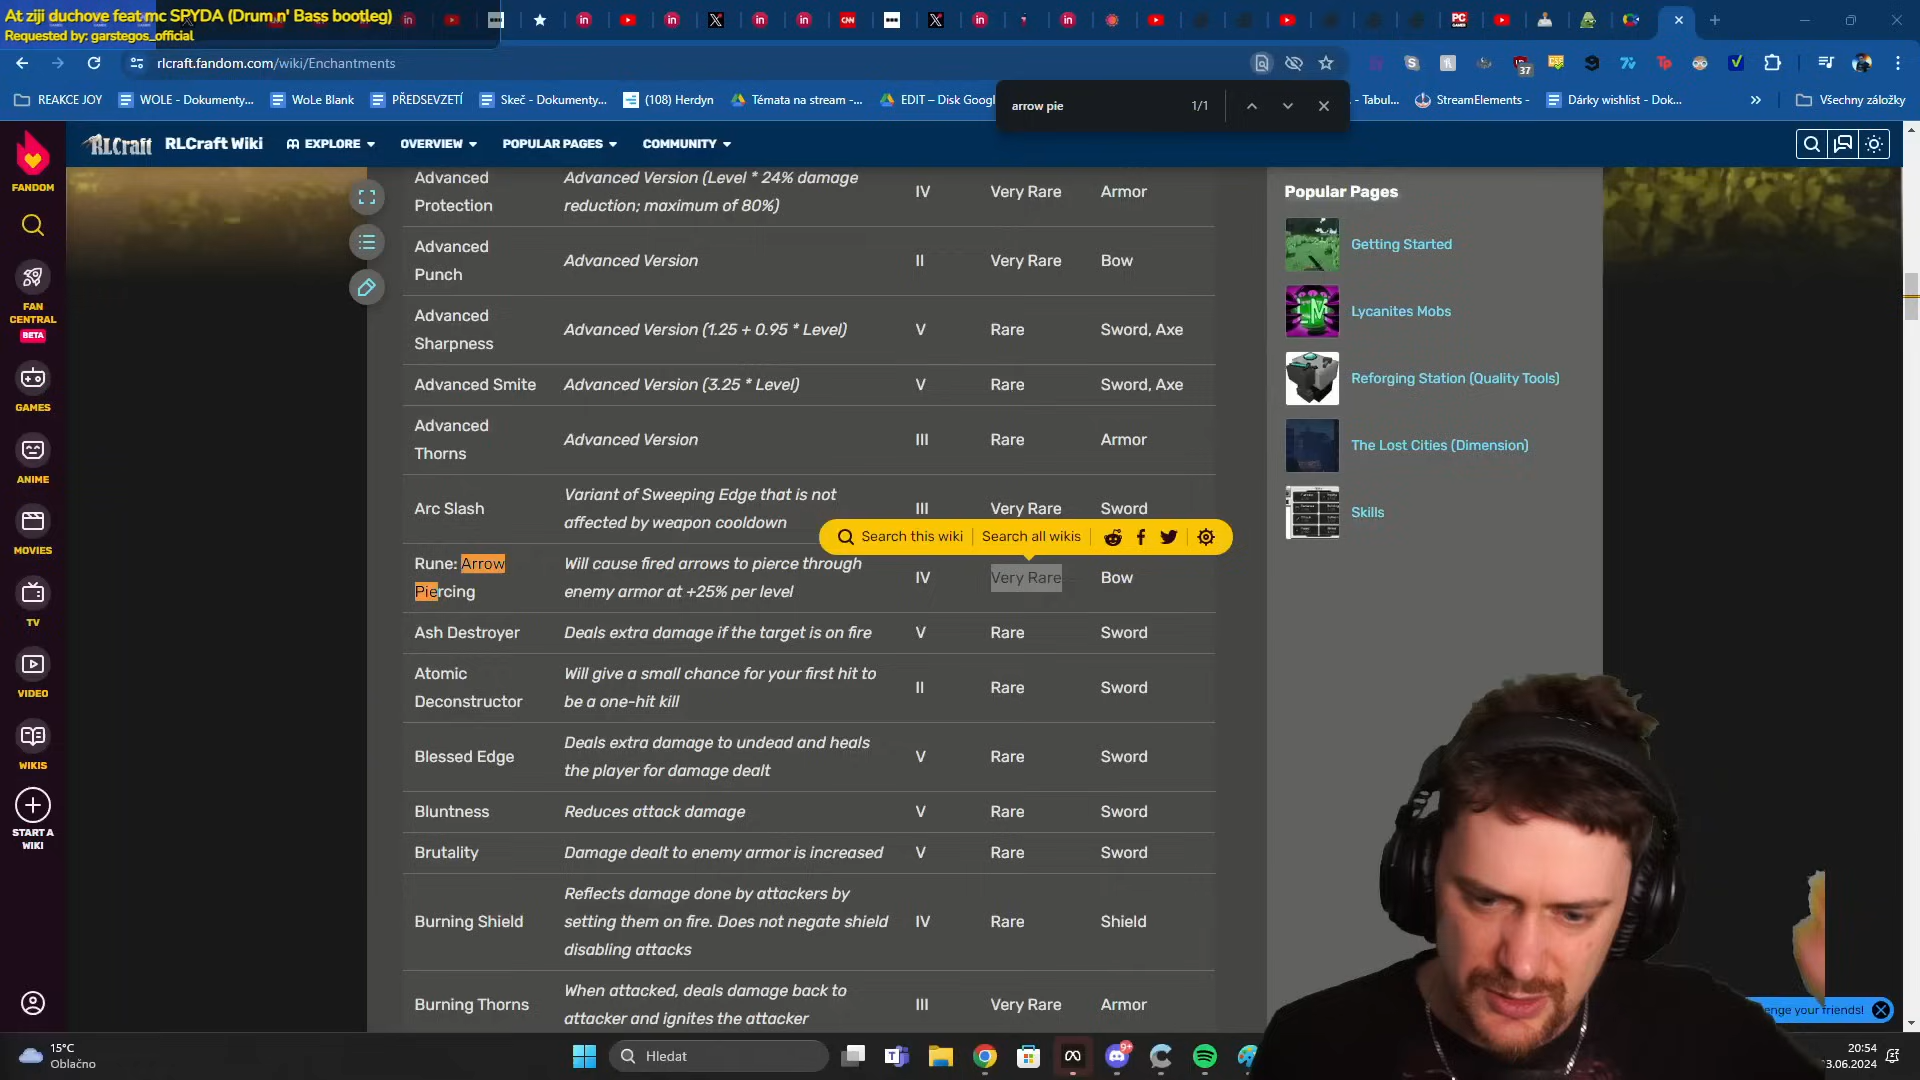 At ziji duchove feat mc SPYDA (Drum n' Bass bootleg)
Requested by: garstegos_official
rlcraft.fandom.com/wiki/Enchantments
37
REAKCE JOY
WOLE - Dokumenty...
WoLe Blank
PŘEDSEVZETÍ
Skeč - Dokumenty...
(108) Herdyn
Témata na stream -...
EDIT – Disk Googl
Tabul...
StreamElements -
Dárky wishlist - Dok...
Všechny záložky
arrow pie
1/1
RLCraft
RLCraft Wiki
EXPLORE
OVERVIEW
POPULAR PAGES
COMMUNITY
FANDOM
FAN CENTRAL
BETA
GAMES
ANIME
MOVIES
TV
VIDEO
WIKIS
START A WIKI
Advanced Protection
Advanced Version (Level * 24% damage
reduction; maximum of 80%)
IV
Very Rare
Armor
Advanced Punch
Advanced Version
II
Very Rare
Bow
Advanced Sharpness
Advanced Version (1.25 + 0.95 * Level)
V
Rare
Sword, Axe
Advanced Smite
Advanced Version (3.25 * Level)
V
Rare
Sword, Axe
Advanced Thorns
Advanced Version
III
Rare
Armor
Arc Slash
Variant of Sweeping Edge that is not
affected by weapon cooldown
III
Very Rare
Sword
Search this wiki
Search all wikis
Rune: Arrow
Piercing
Will cause fired arrows to pierce through
enemy armor at +25% per level
IV
Very Rare
Bow
Ash Destroyer
Deals extra damage if the target is on fire
V
Rare
Sword
Atomic
Deconstructor
Will give a small chance for your first hit to
be a one-hit kill
II
Rare
Sword
Blessed Edge
Deals extra damage to undead and heals
the player for damage dealt
V
Rare
Sword
Bluntness
Reduces attack damage
V
Rare
Sword
Brutality
Damage dealt to enemy armor is increased
V
Rare
Sword
Burning Shield
Reflects damage done by attackers by
setting them on fire. Does not negate shield
disabling attacks
IV
Rare
Shield
Burning Thorns
When attacked, deals damage back to
attacker and ignites the attacker
III
Very Rare
Armor
Popular Pages
Getting Started
Lycanites Mobs
Reforging Station (Quality Tools)
The Lost Cities (Dimension)
Skills
enge your friends!
15°C
Oblačno
Hledat
9+
20:54
3.06.2024